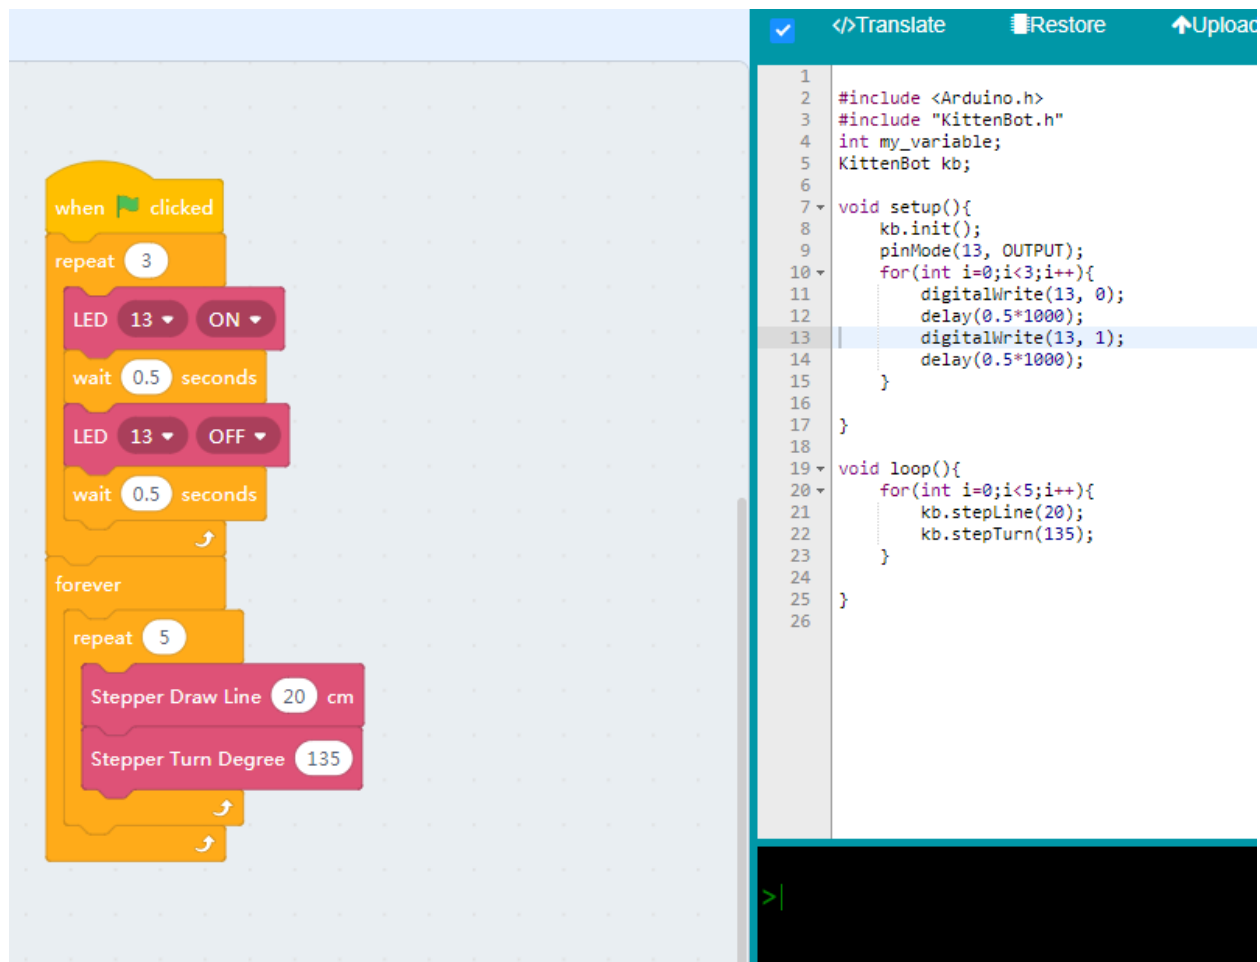 when clicked
repeat 3
LED 13 ON
wait 0.5 seconds
LED 13 OFF
wait 0.5 seconds
forever
repeat 5
Stepper Draw Line 20 cm
Stepper Turn Degree 135
</>Translate Restore Upload
1
2 #include <Arduino.h>
3 #include "KittenBot.h"
4 int my_variable;
5 KittenBot kb;
6
7 void setup(){
8 kb.init();
9 pinMode(13, OUTPUT);
10 for(int i=0;i<3;i++){
11 digitalWrite(13, 0);
12 delay(0.5*1000);
13 digitalWrite(13, 1);
14 delay(0.5*1000);
15 }
16
17 }
18
19 void loop(){
20 for(int i=0;i<5;i++){
21 kb.stepLine(20);
22 kb.stepTurn(135);
23 }
24
25 }
26
>